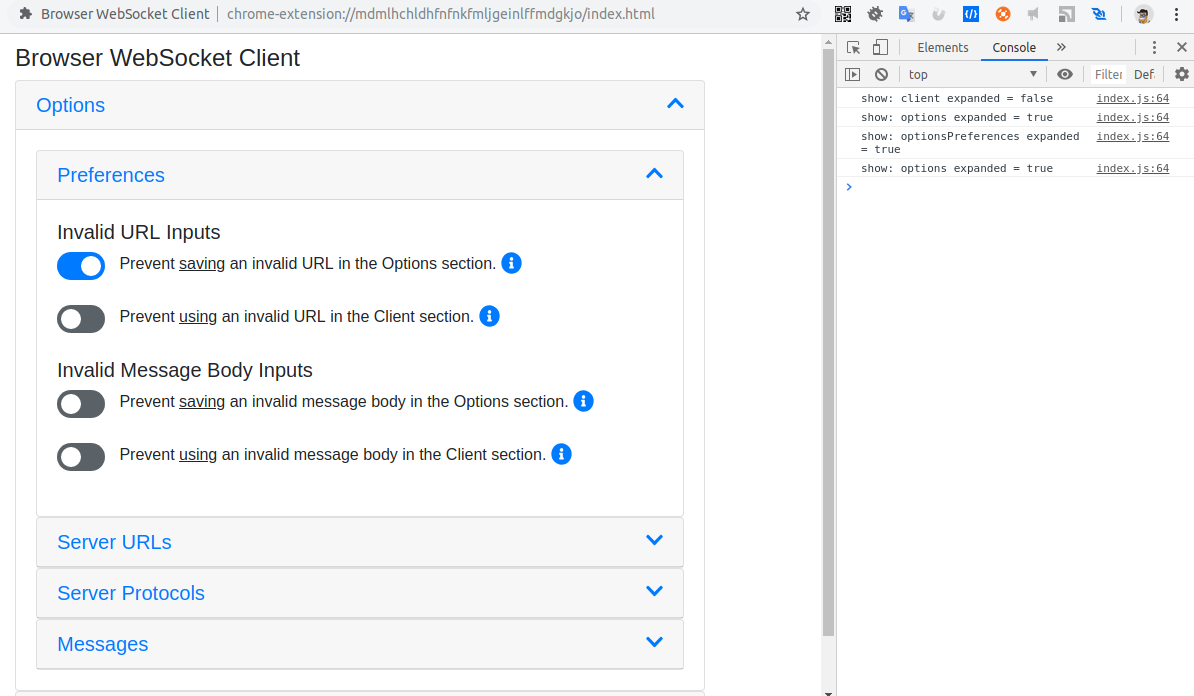 Browser WebSocket Client | chrome-extension://mdmlhchldhfnfnkfmljgeinlffmdgkjo/index.html
Browser WebSocket Client
Options
Preferences
Invalid URL Inputs
Prevent saving an invalid URL in the Options section.
Prevent using an invalid URL in the Client section.
Invalid Message Body Inputs
Prevent saving an invalid message body in the Options section.
Prevent using an invalid message body in the Client section.
Server URLs
Server Protocols
Messages
Elements Console »
top Filter Def
show: client expanded = false index.js:64
show: options expanded = true index.js:64
show: optionsPreferences expanded index.js:64
= true
show: options expanded = true index.js:64